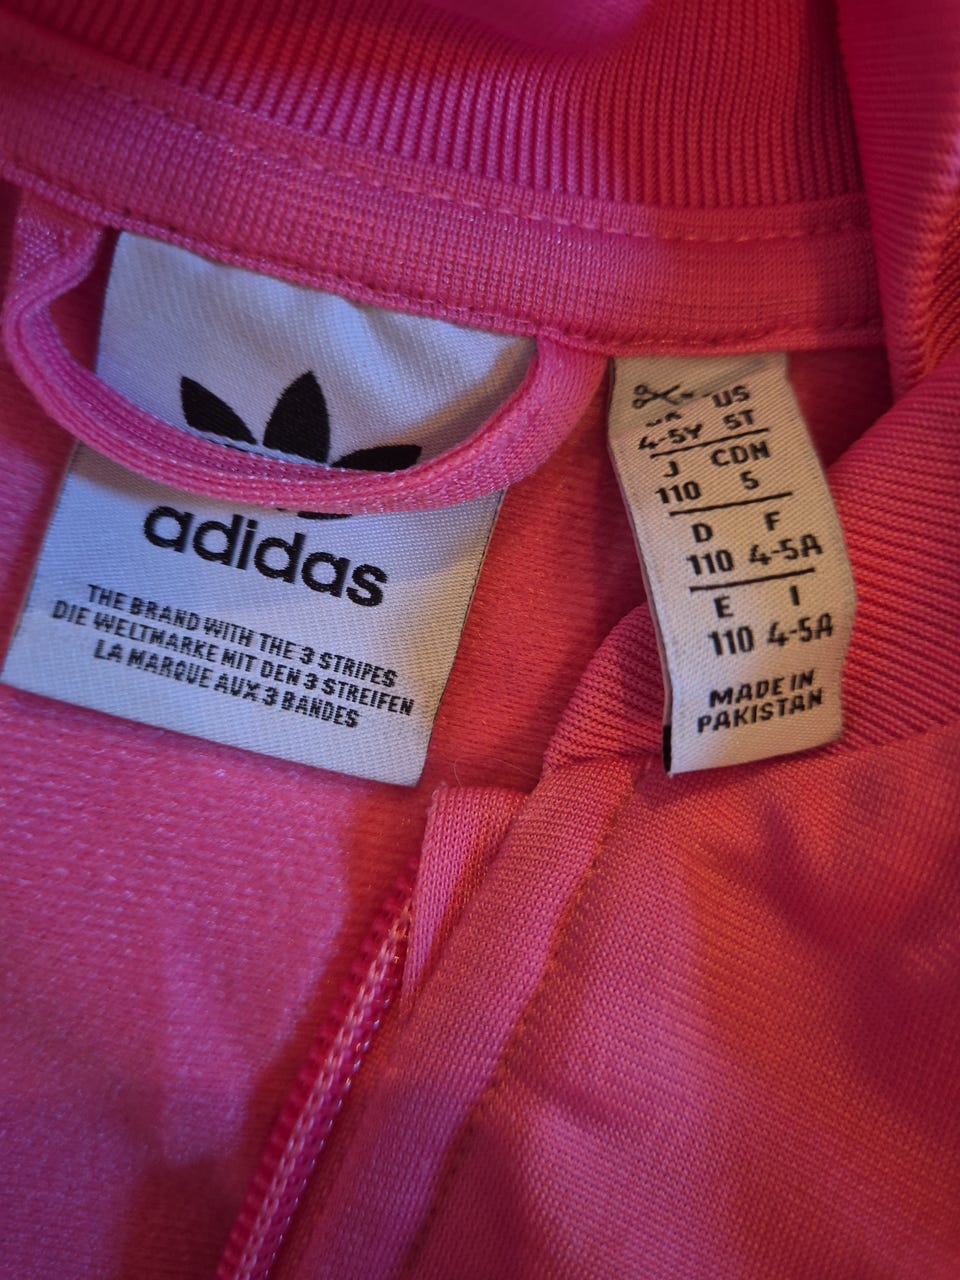 adidas
THE BRAND WITH THE 3 STRIPES
DIE WELTMARKE MIT DEN 3 STREIFEN
LA MARQUE AUX 3 BANDES
US
4-5Y 5T
J CDN
110 5
D F
110 4-5A
E I
110 4-5A
MADE IN
PAKISTAN